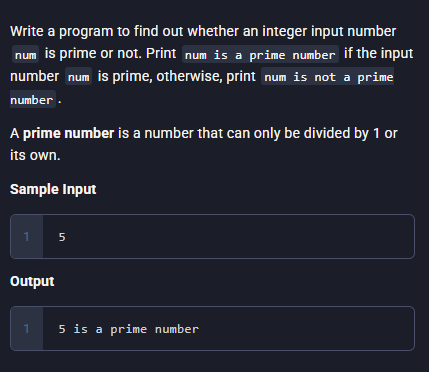 Write a program to find out whether an integer input number
num is prime or not. Print num is a prime number if the input
number num is prime, otherwise, print num is not a prime
number .
A prime number is a number that can only be divided by 1 or
its own.
Sample Input
1 5
Output
1 5 is a prime number